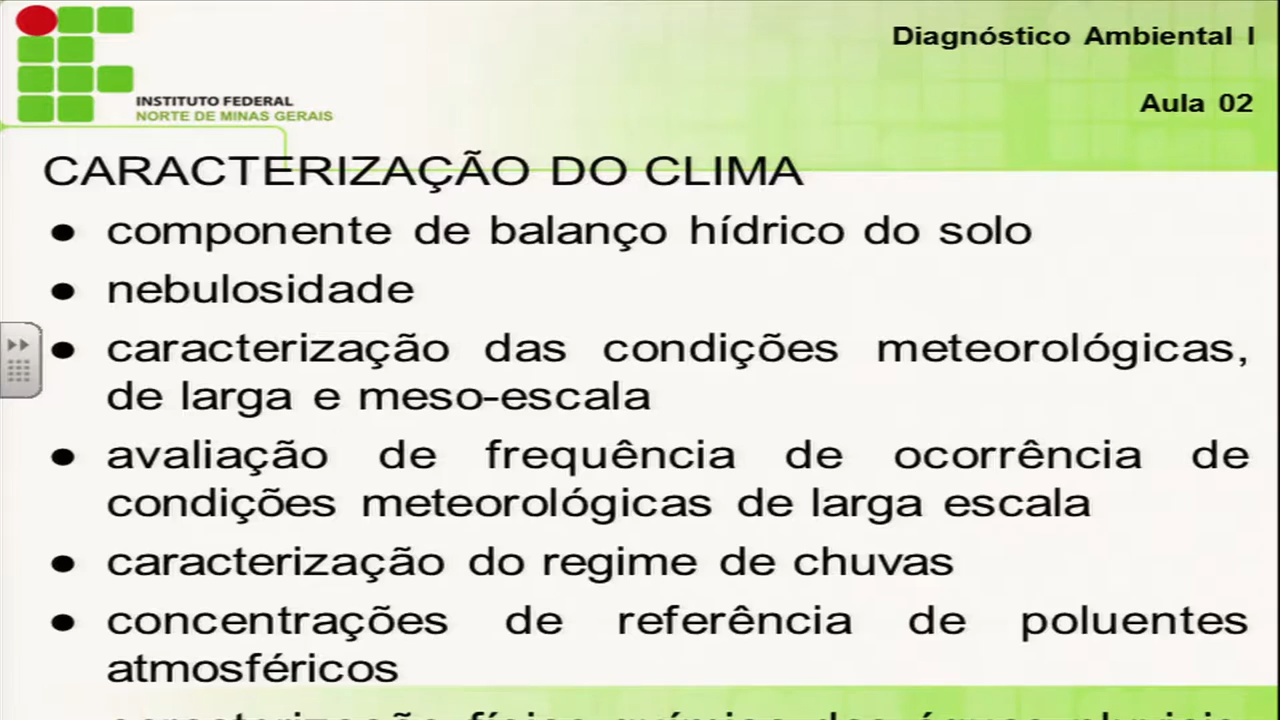 Diagnóstico Ambiental I
Aula 02
INSTITUTO FEDERAL
NORTE DE MINAS GERAIS
CARACTERIZAÇÃO DO CLIMA
● componente de balanço hídrico do solo
● nebulosidade
● caracterização das condições meteorológicas,
de larga e meso-escala
● avaliação de frequência de ocorrência de
condições meteorológicas de larga escala
● caracterização do regime de chuvas
● concentrações de referência de poluentes
atmosféricos